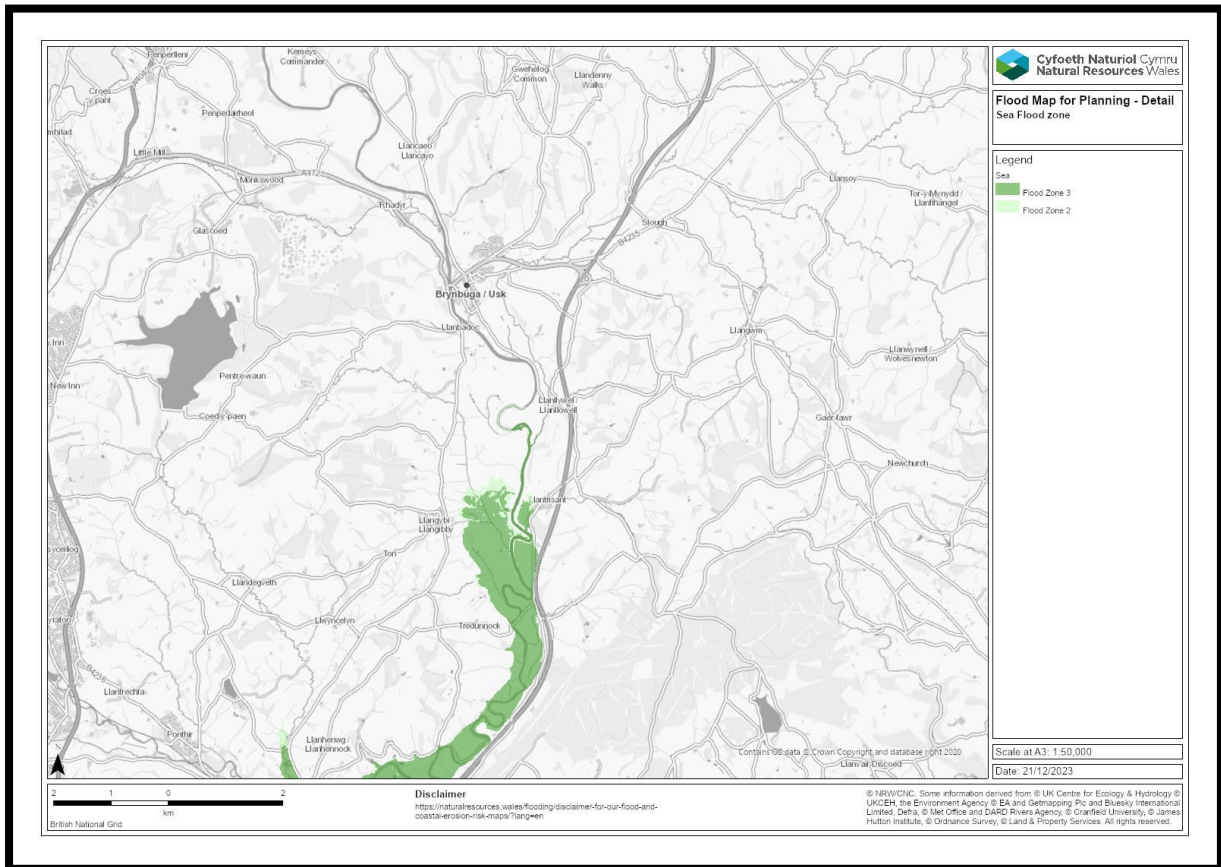 Cyfoeth Naturiol Cymru
Natural Resources Wales
Flood Map for Planning - Detail
Sea Flood zone
Legend
Sea
Flood Zone 3
Flood Zone 2
Kemeys
Commander
Gwehelog
Common
Llandenny
Walks
Penpedairheol
Little Mill
Monkswood
A472
Llancaeo /
Llancayo
Rhadyr
Glascoed
Llansoy
Tor-y-Mynydd /
Llanfihangel
Slough
B4235
Brynbuga / Usk
Llanbadoc
Llangwm
Llanwynell /
Wolvesnewton
Inn
New Inn
Pentre-waun
Coed-y-paen
Llanllywel /
Llanllowell
Gaer-fawr
Newchurch
llantrisant
Llangybi /
Llangibby
Ton
Llandegveth
Llwyncelyn
Tredunnock
B4236
Llanfrechfa
Ponthir
Llanhenwg /
Llanhennock
Contains OS data © Crown Copyright and database right 2020
Llanvair Discoed
N
Scale at A3: 1:50,000
Date: 21/12/2023
2 1 0 2
km
British National Grid
Disclaimer
https://naturalresources.wales/flooding/disclaimer-for-our-flood-and-
coastal-erosion-risk-maps/?lang=en
© NRW/CNC. Some information derived from © UK Centre for Ecology & Hydrology ©
UKCEH, the Environment Agency © EA and Getmapping Plc and Bluesky International
Limited, Defra, © Met Office and DARD Rivers Agency, © Cranfield University, © James
Hutton Institute, © Ordnance Survey, © Land & Property Services. All rights reserved.